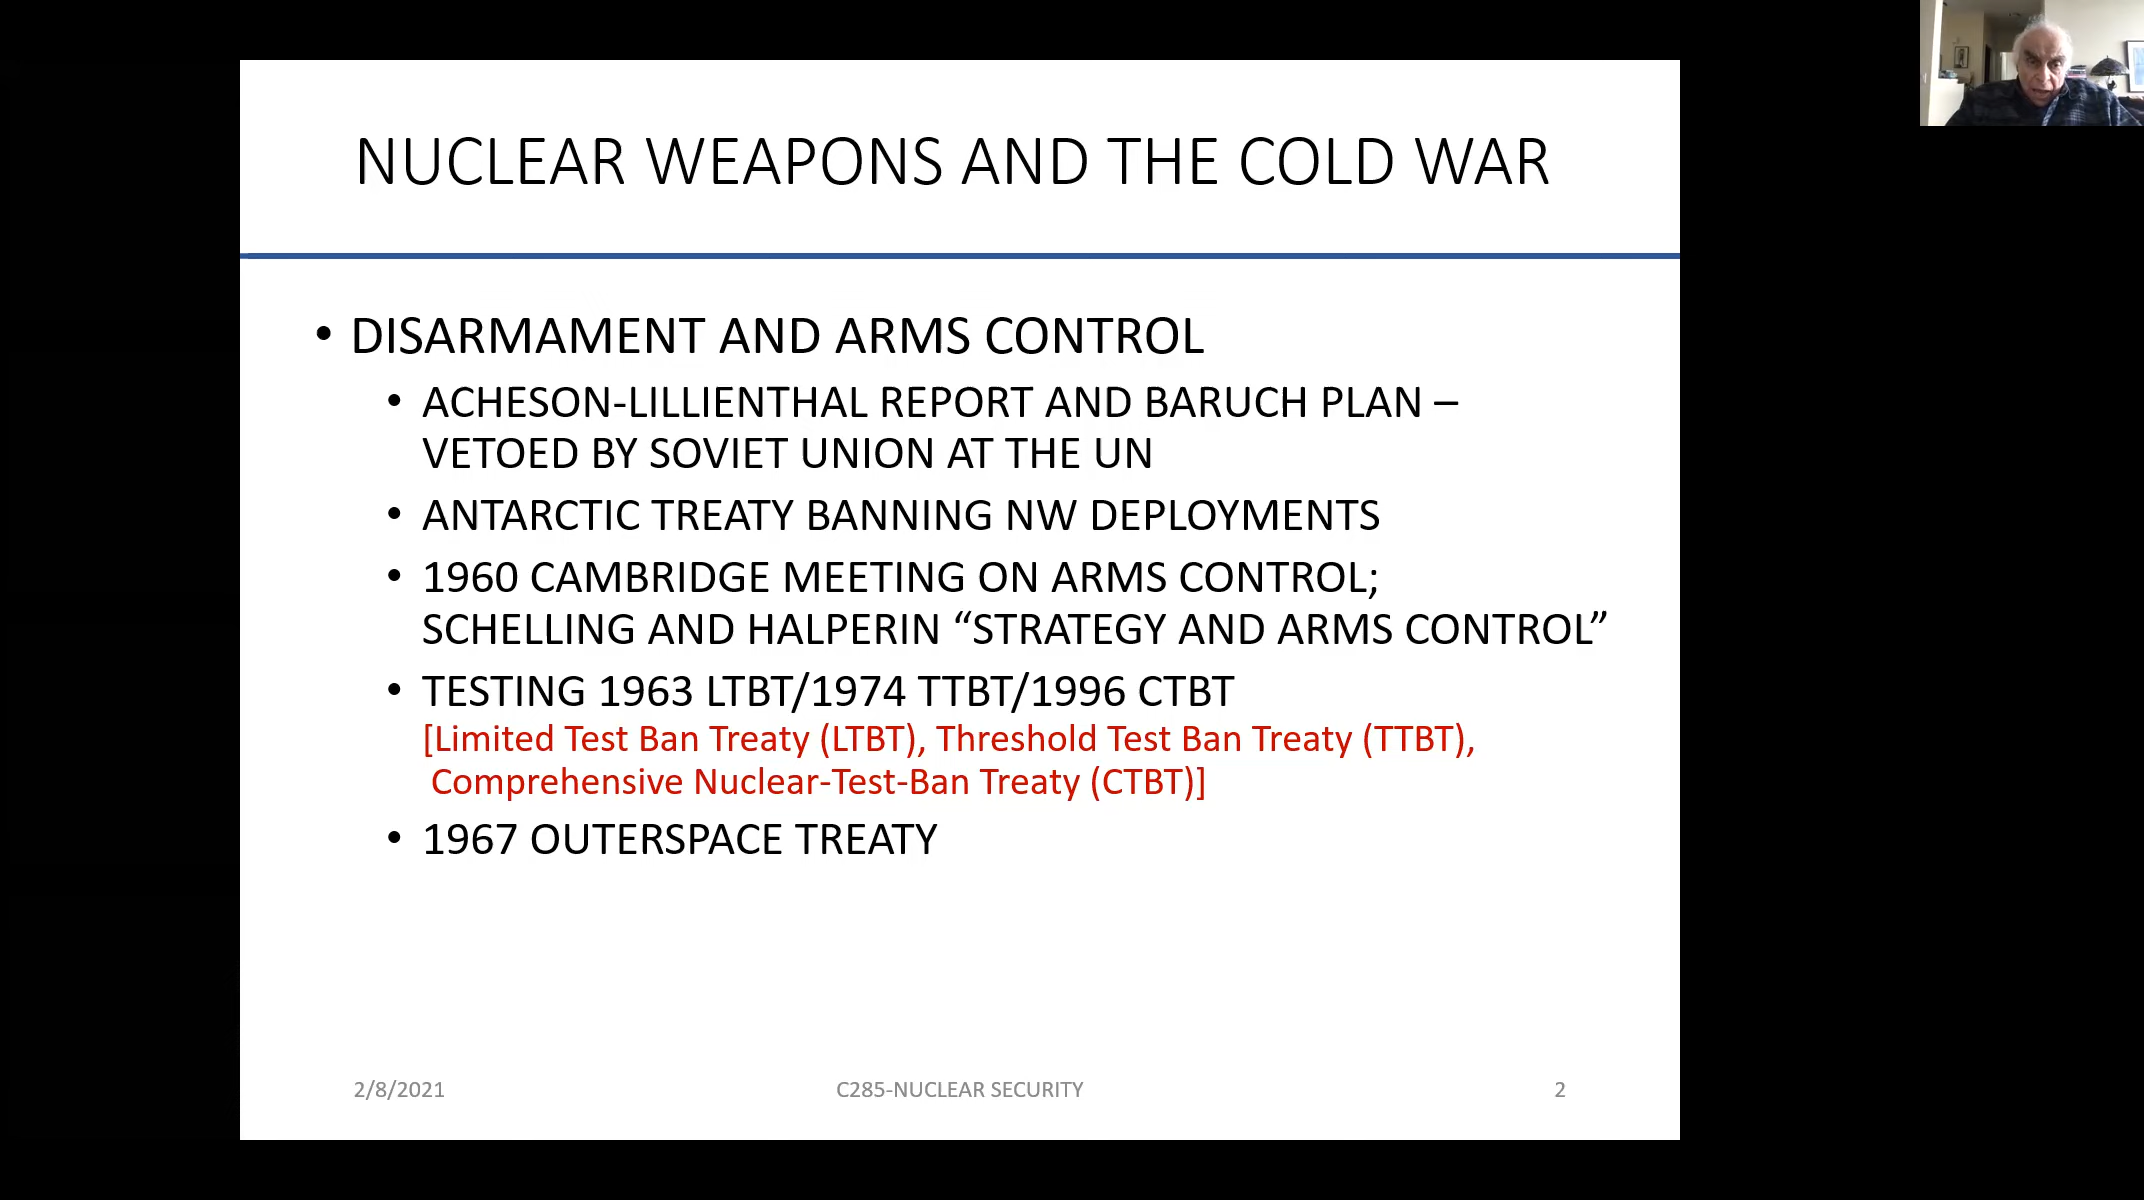 NUCLEAR WEAPONS AND THE COLD WAR
• DISARMAMENT AND ARMS CONTROL
• ACHESON-LILLIENTHAL REPORT AND BARUCH PLAN –
VETOED BY SOVIET UNION AT THE UN
• ANTARCTIC TREATY BANNING NW DEPLOYMENTS
• 1960 CAMBRIDGE MEETING ON ARMS CONTROL;
SCHELLING AND HALPERIN “STRATEGY AND ARMS CONTROL”
• TESTING 1963 LTBT/1974 TTBT/1996 CTBT
[Limited Test Ban Treaty (LTBT), Threshold Test Ban Treaty (TTBT),
Comprehensive Nuclear-Test-Ban Treaty (CTBT)]
• 1967 OUTERSPACE TREATY
2/8/2021
C285-NUCLEAR SECURITY
2